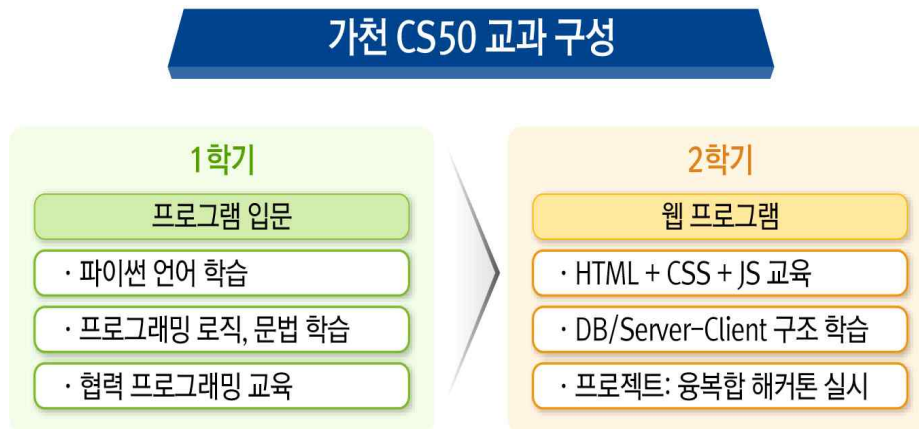 가천 CS50 교과 구성
1학기
프로그램 입문
· 파이썬 언어 학습
· 프로그래밍 로직, 문법 학습
· 협력 프로그래밍 교육
2학기
웹 프로그램
· HTML + CSS + JS 교육
· DB/Server-Client 구조 학습
· 프로젝트: 융복합 해커톤 실시